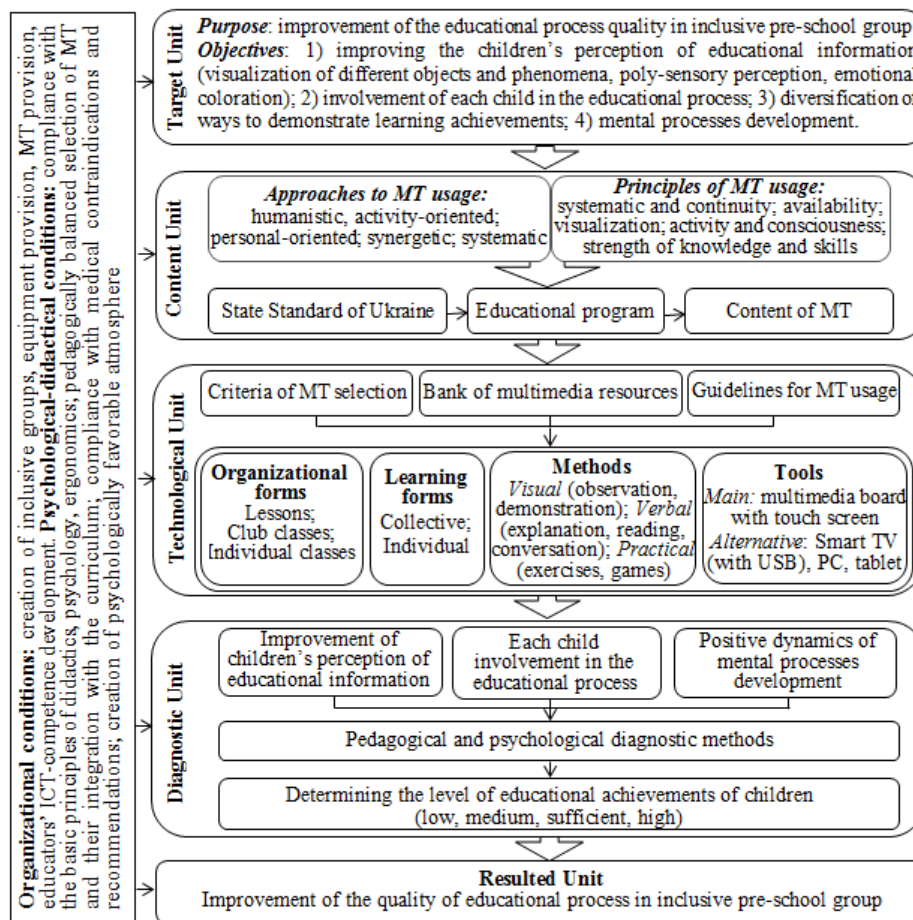 Organizational conditions: creation of inclusive groups, equipment provision, MT provision,
educators' ICT-competence development. Psychological-didactical conditions: compliance with
the basic principles of didactics, psychology, ergonomics; pedagogically balanced selection of MT
and their integration with the curriculum; compliance with medical contraindications and
recommendations; creation of psychologically favorable atmosphere
Target Unit
Purpose: improvement of the educational process quality in inclusive pre-school group
Objectives: 1) improving the children's perception of educational information
(visualization of different objects and phenomena, poly-sensory perception, emotional
coloration); 2) involvement of each child in the educational process; 3) diversification of
ways to demonstrate learning achievements; 4) mental processes development.
Content Unit
Approaches to MT usage:
humanistic, activity-oriented;
personal-oriented; synergetic; systematic
Principles of MT usage:
systematic and continuity; availability;
visualization; activity and consciousness;
strength of knowledge and skills
State Standard of Ukraine
Educational program
Content of MT
Technological Unit
Criteria of MT selection
Bank of multimedia resources
Guidelines for MT usage
Organizational
forms
Lessons;
Club classes;
Individual classes
Learning
forms
Collective;
Individual
Methods
Visual (observation,
demonstration); Verbal
(explanation, reading,
conversation); Practical
(exercises, games)
Tools
Main: multimedia board
with touch screen
Alternative: Smart TV
(with USB), PC, tablet
Diagnostic Unit
Improvement of
children's perception of
educational information
Each child
involvement in the
educational process
Positive dynamics of
mental processes
development
Pedagogical and psychological diagnostic methods
Determining the level of educational achievements of children
(low, medium, sufficient, high)
Resulted Unit
Improvement of the quality of educational process in inclusive pre-school group